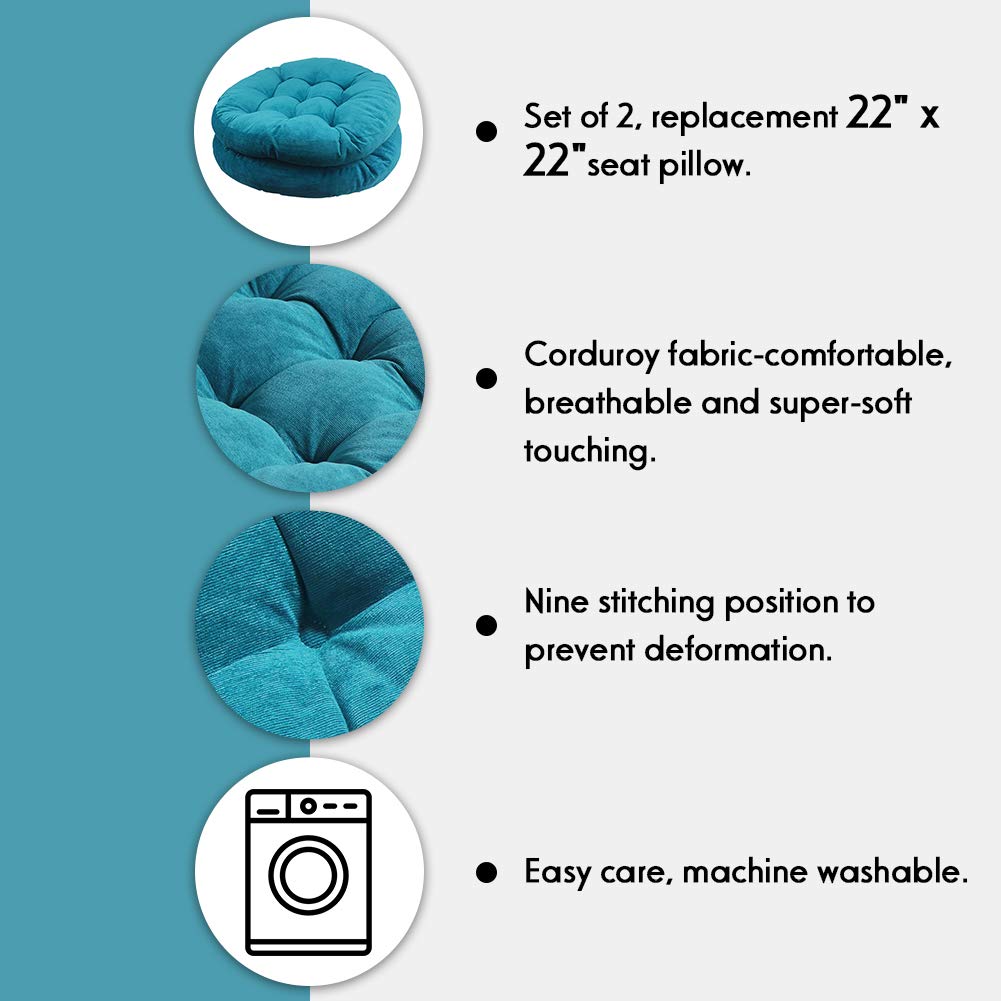 Set of 2, replacement 22" x
22"seat pillow.
Corduroy fabric-comfortable,
breathable and super-soft
touching.
Nine stitching position to
prevent deformation.
Easy care, machine washable.